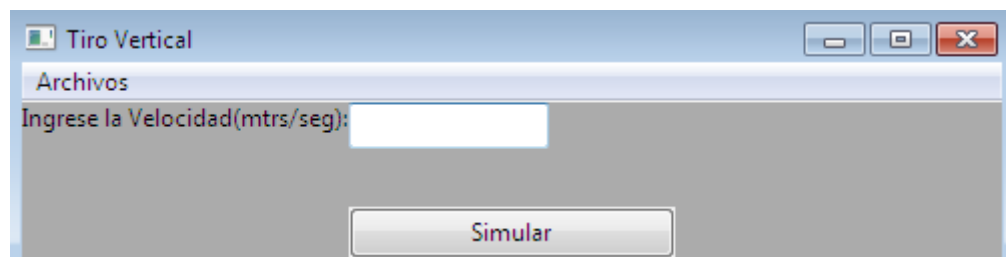 Tiro Vertical
Archivos
Ingrese la Velocidad(mtrs/seg):
Simular